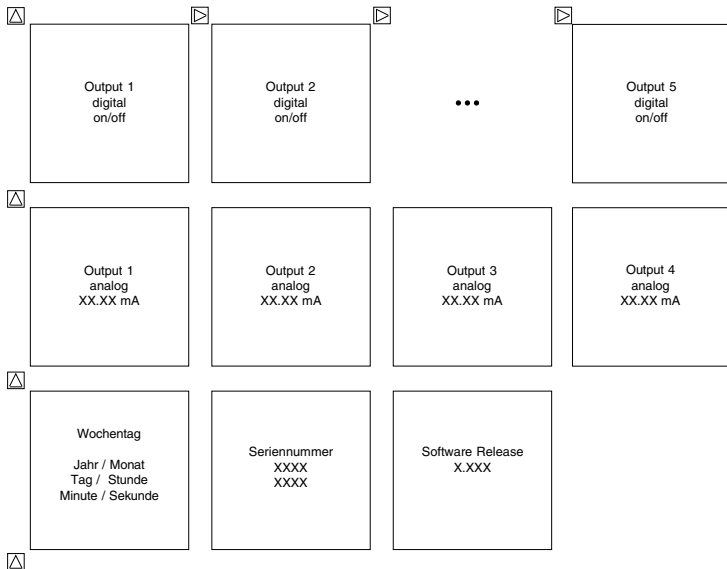 Output 1
digital
on/off
Output 2
digital
on/off
•••
Output 5
digital
on/off
Output 1
analog
XX.XX mA
Output 2
analog
XX.XX mA
Output 3
analog
XX.XX mA
Output 4
analog
XX.XX mA
Wochentag
Jahr / Monat
Tag / Stunde
Minute / Sekunde
Seriennummer
XXXX
XXXX
Software Release
X.XXX